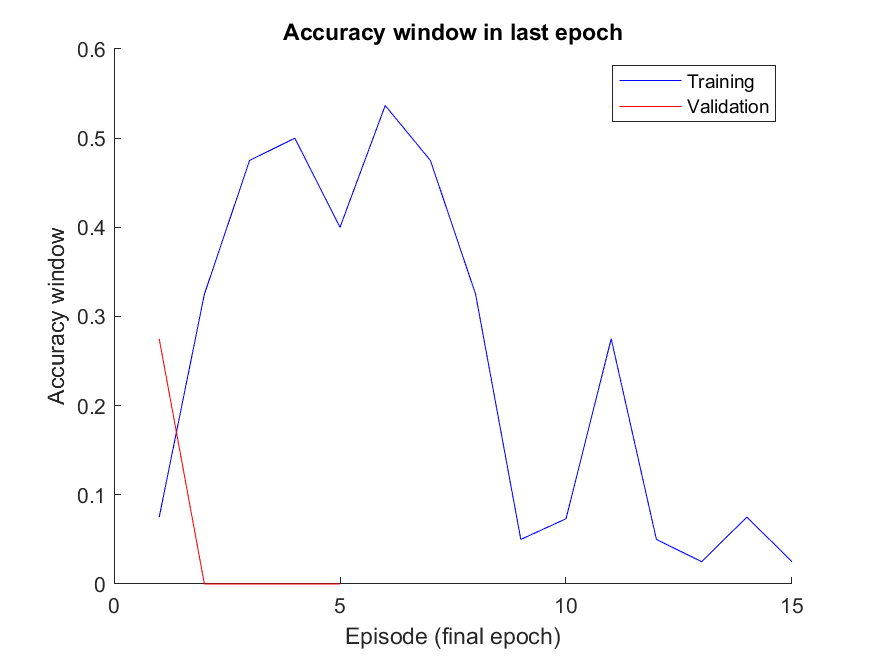 Accuracy window in last epoch
Training
Validation
0.6
0.5
0.4
0.3
0.2
0.1
0
Accuracy window
0 5 10 15
Episode (final epoch)